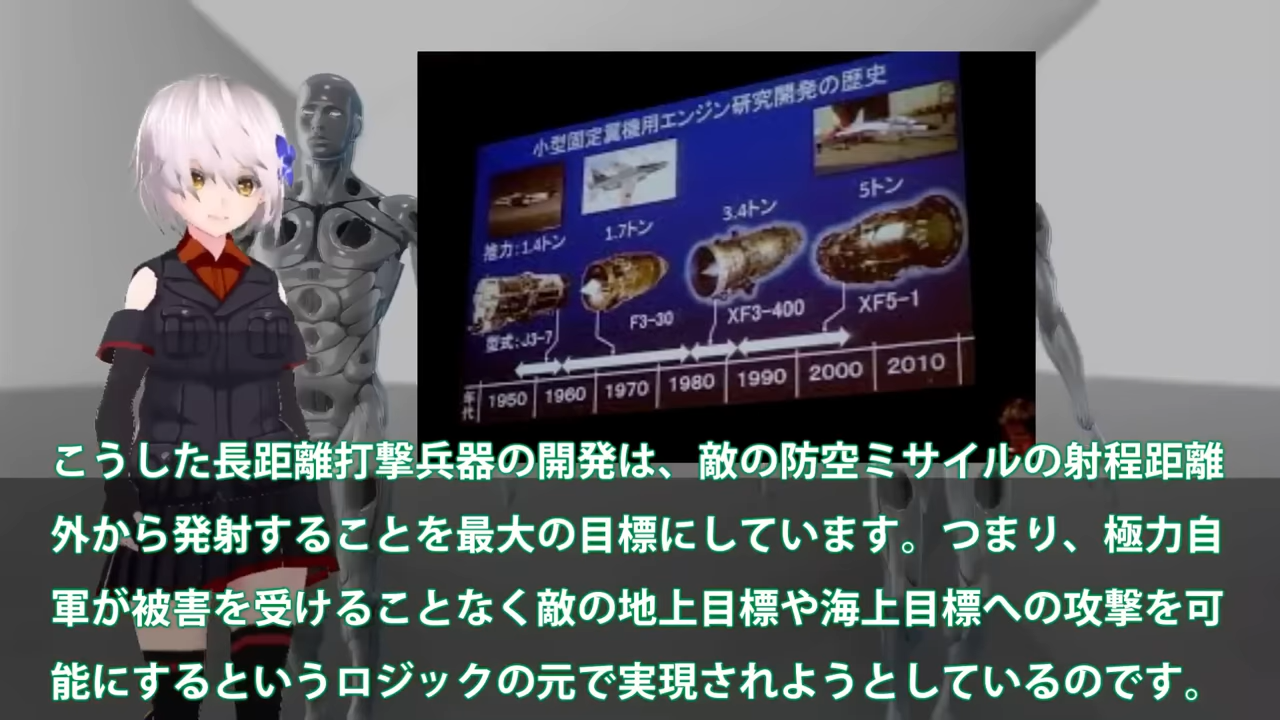 小型固定翼機用エンジン研究開発の歴史
5トン
3.4トン
1.7トン
推力:1.4トン
XF5-1
XF3-400
F3-30
型式:J3-7
年代 1950 1960 1970 1980 1990 2000 2010
こうした長距離打撃兵器の開発は、敵の防空ミサイルの射程距離
外から発射することを最大の目標にしています。つまり、極力自
軍が被害を受けることなく敵の地上目標や海上目標への攻撃を可
能にするというロジックの元で実現されようとしているのです。